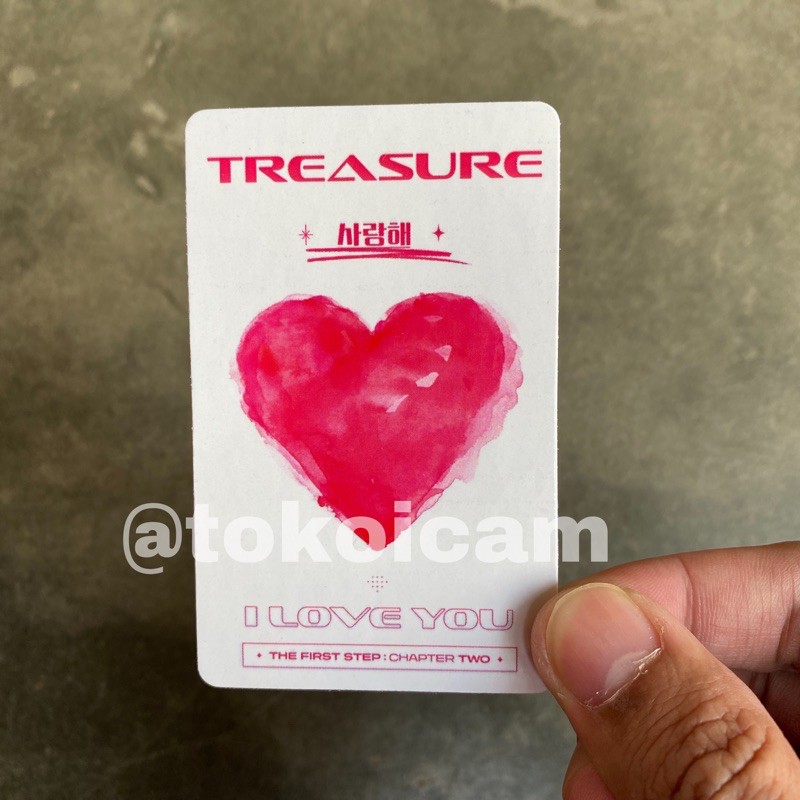 TREASURE
사랑해
@tokoicam
I LOVE YOU
THE FIRST STEP : CHAPTER TWO